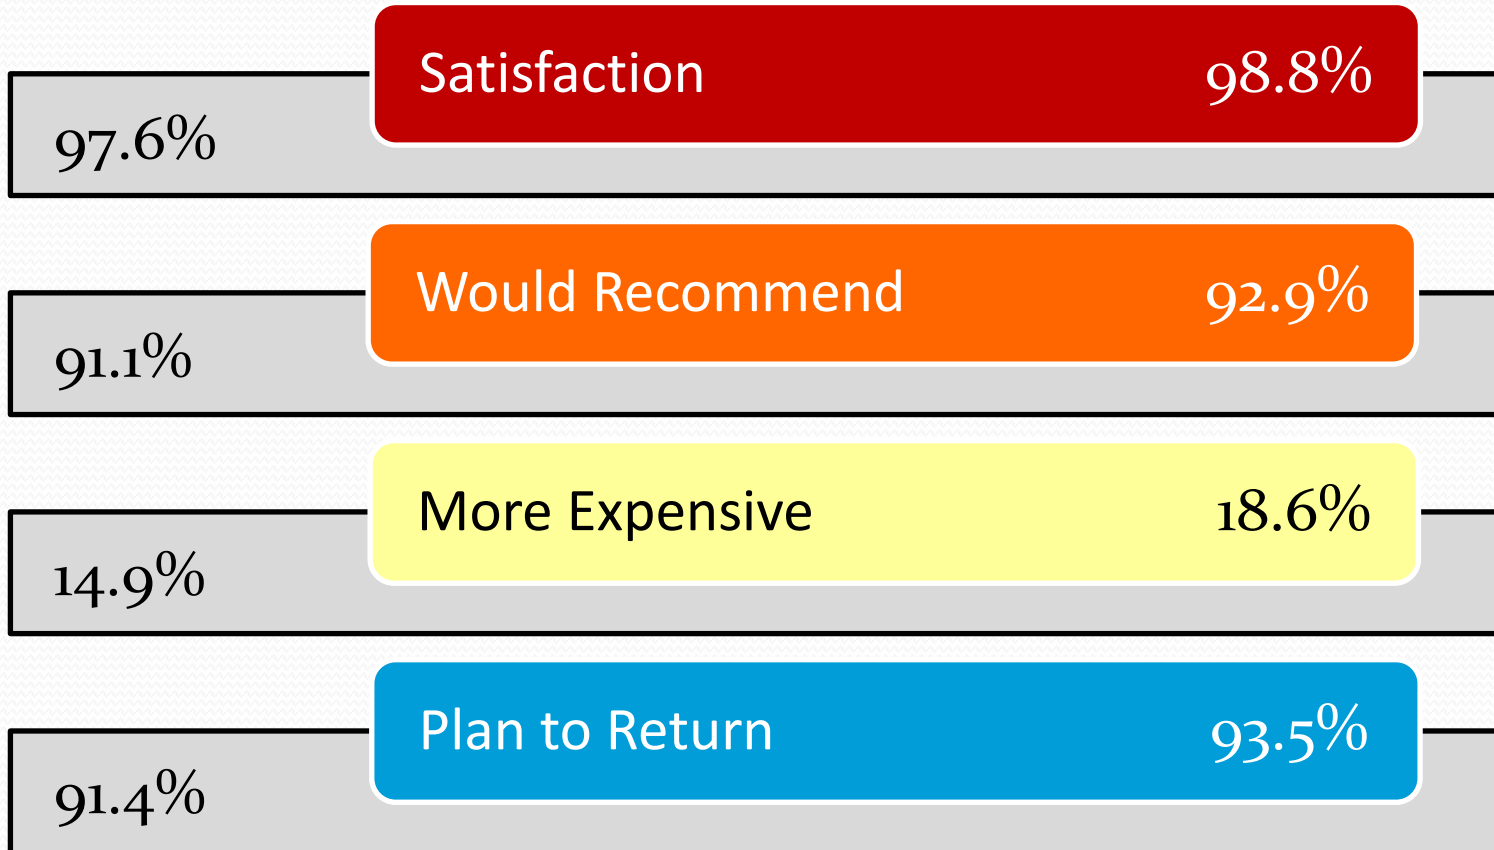 Satisfaction 98.8%
97.6%
Would Recommend 92.9%
91.1%
More Expensive 18.6%
14.9%
Plan to Return 93.5%
91.4%